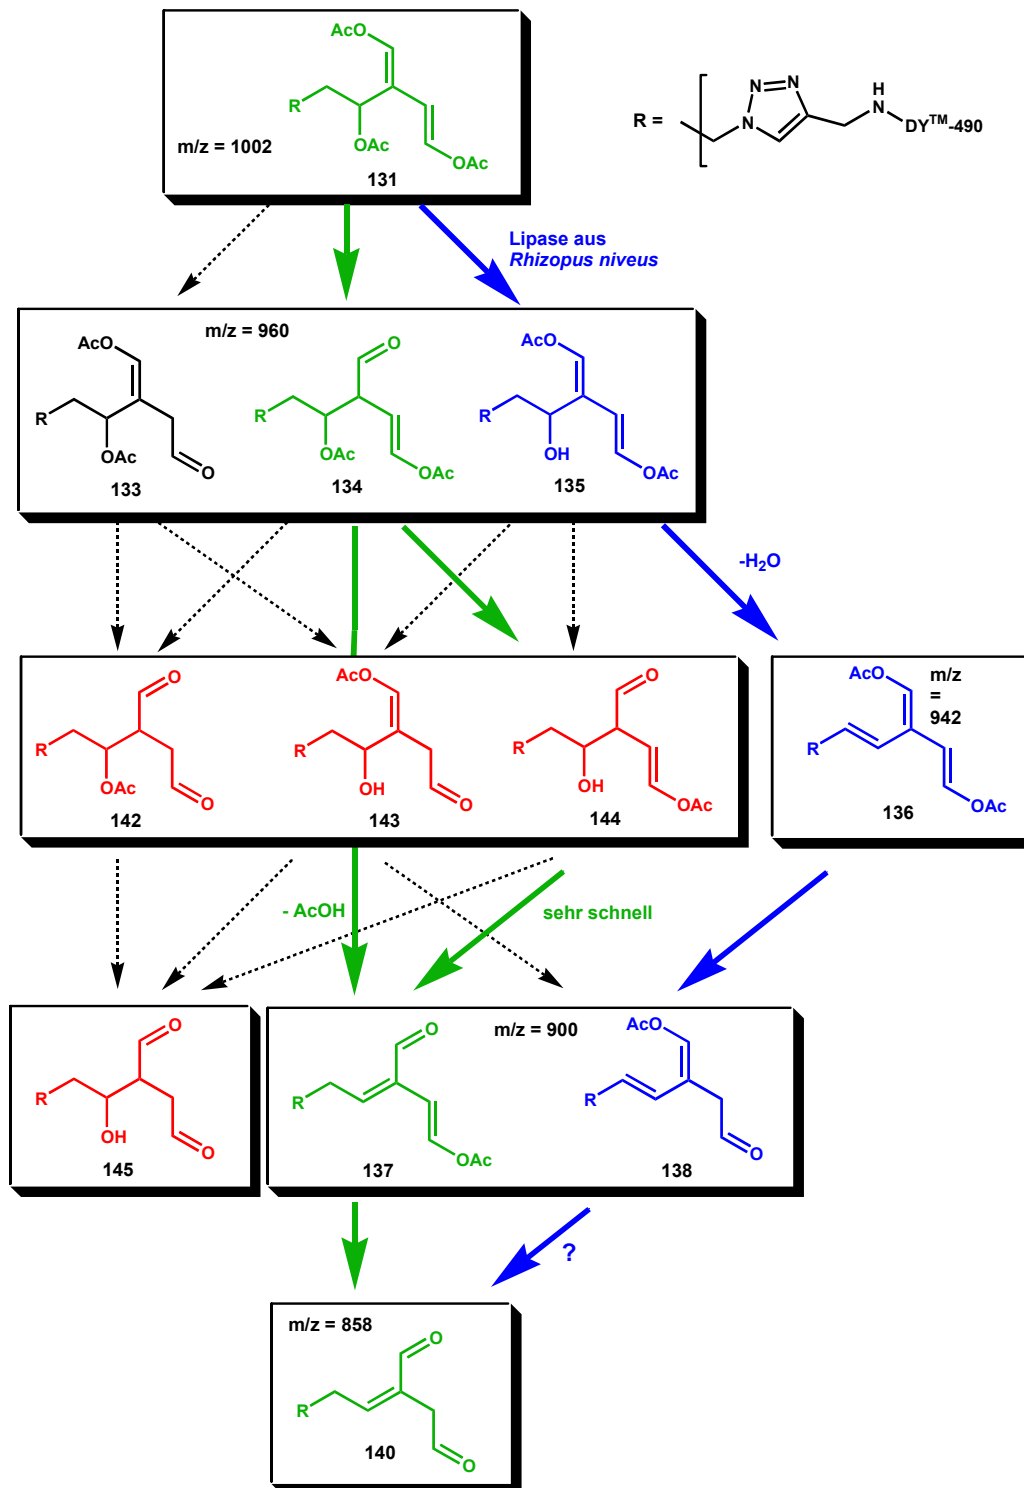 AcO
R
OAc
OAc
m/z = 1002
131
R =
N
N
N
H
N
DY™-490
Lipase aus
Rhizopus niveus
m/z = 960
AcO
R
OAc
O
133
O
R
OAc
OAc
134
AcO
R
OH
OAc
135
-H₂O
O
R
OAc
O
142
AcO
R
OH
O
143
O
R
OH
OAc
144
AcO
m/z
=
942
R
OAc
136
- AcOH
sehr schnell
O
R
OH
O
145
m/z = 900
O
R
OAc
137
AcO
R
O
138
?
m/z = 858
O
R
O
140